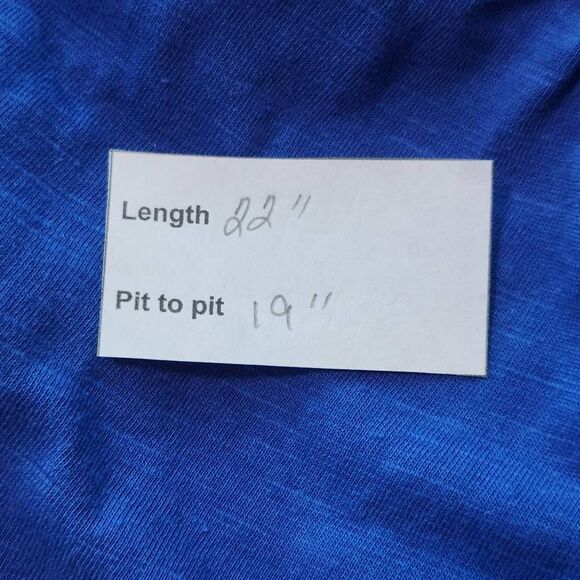 Length 22"
Pit to pit 19"